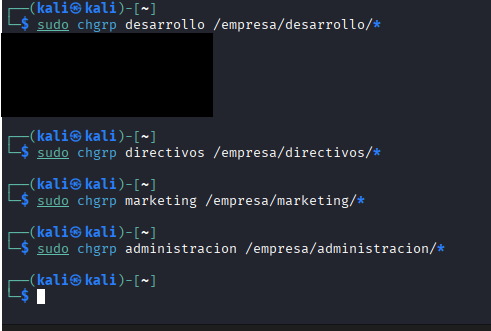 ┌──(kali㉿kali)-[~]
└─$ sudo chgrp desarrollo /empresa/desarrollo/*
┌──(kali㉿kali)-[~]
└─$ sudo chgrp directivos /empresa/directivos/*
┌──(kali㉿kali)-[~]
└─$ sudo chgrp marketing /empresa/marketing/*
┌──(kali㉿kali)-[~]
└─$ sudo chgrp administracion /empresa/administracion/*
┌──(kali㉿kali)-[~]
└─$